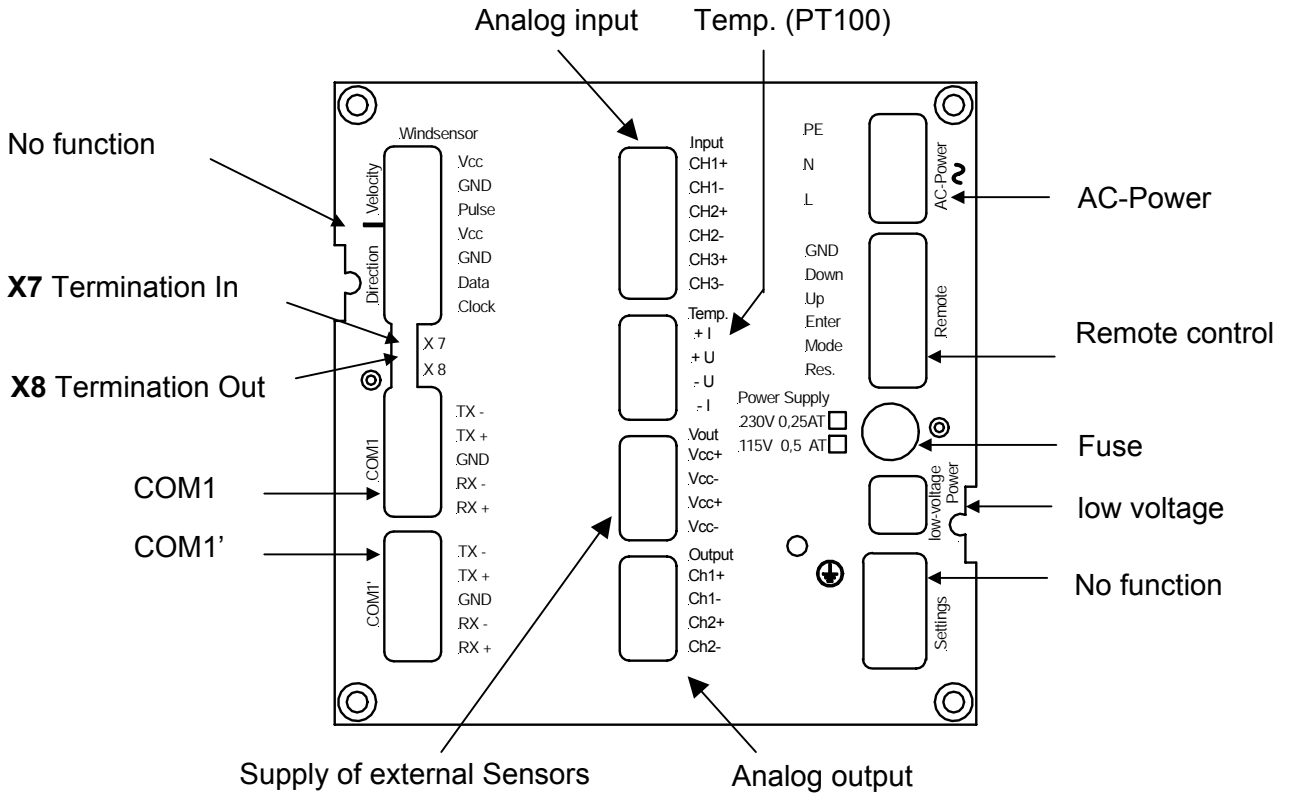 Analog input
Temp. (PT100)
No function
X7 Termination In
X8 Termination Out
COM1
COM1’
Windsensor
Velocity
Direction
Vcc
GND
Pulse
Vcc
GND
Data
Clock
X 7
X 8
COM1
TX -
TX +
GND
RX -
RX +
COM1'
TX -
TX +
GND
RX -
RX +
Input
CH1+
CH1-
CH2+
CH2-
CH3+
CH3-
Temp.
+ I
+ U
- U
- I
Vout
Vcc+
Vcc-
Vcc+
Vcc-
Output
Ch1+
Ch1-
Ch2+
Ch2-
PE
N
L
AC-Power
~
GND
Down
Up
Enter
Mode
Res.
Remote
Power Supply
230V 0,25AT
115V 0,5 AT
low-voltage
Power
Settings
AC-Power
Remote control
Fuse
low voltage
No function
Supply of external Sensors
Analog output